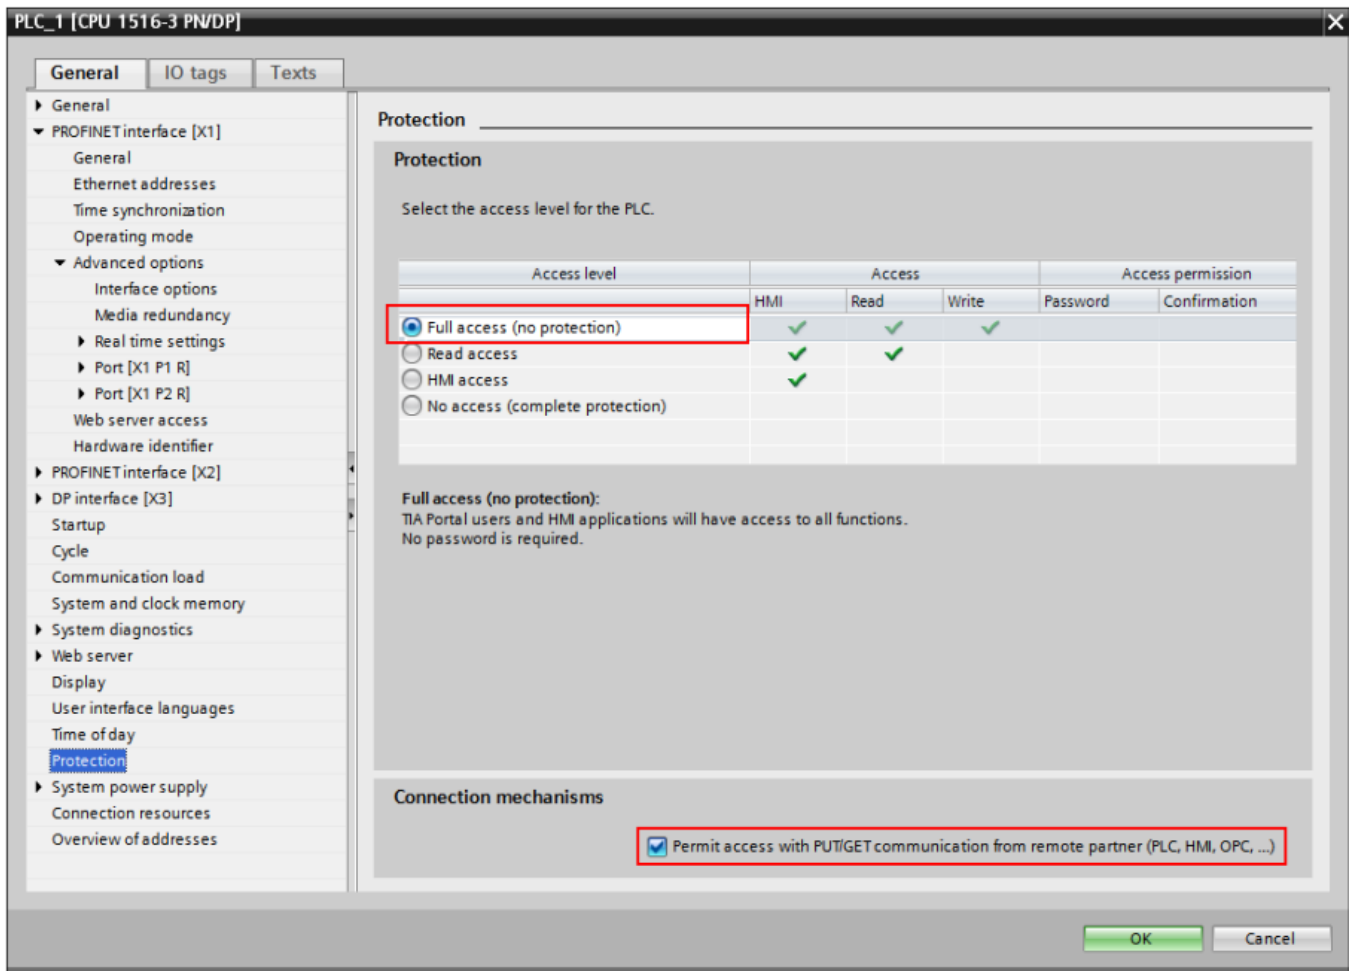 PLC_1 [CPU 1516-3 PN/DP]
General
IO tags
Texts
General
PROFINET interface [X1]
General
Ethernet addresses
Time synchronization
Operating mode
Advanced options
Interface options
Media redundancy
Real time settings
Port [X1 P1 R]
Port [X1 P2 R]
Web server access
Hardware identifier
PROFINET interface [X2]
DP interface [X3]
Startup
Cycle
Communication load
System and clock memory
System diagnostics
Web server
Display
User interface languages
Time of day
Protection
System power supply
Connection resources
Overview of addresses
Protection
Protection
Select the access level for the PLC.
Access level Access Access permission
HMI Read Write Password Confirmation
Full access (no protection)
Read access
HMI access
No access (complete protection)
Full access (no protection):
TIA Portal users and HMI applications will have access to all functions.
No password is required.
Connection mechanisms
Permit access with PUT/GET communication from remote partner (PLC, HMI, OPC, ...)
OK
Cancel